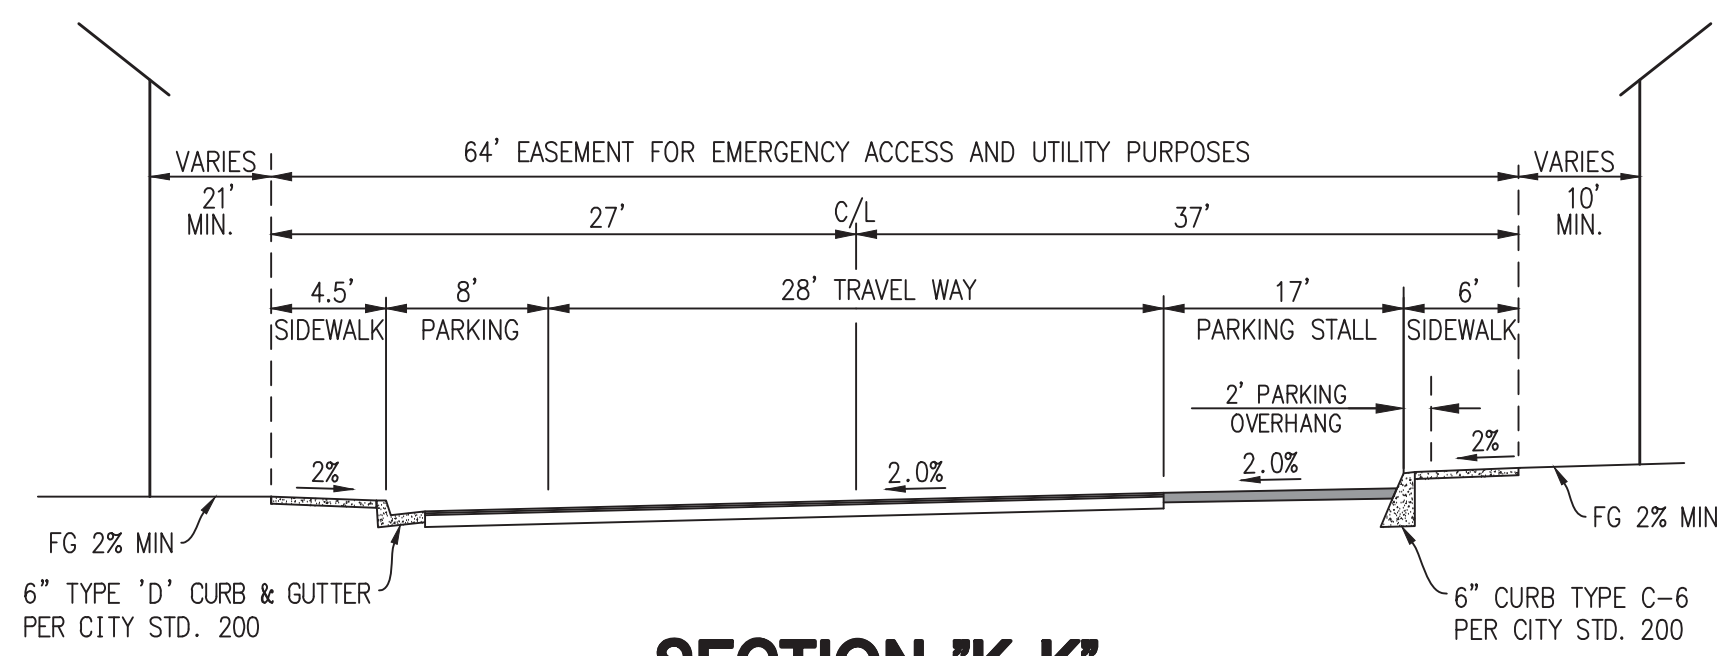 64' EASEMENT FOR EMERGENCY ACCESS AND UTILITY PURPOSES
VARIES
21'
MIN.
VARIES
10'
MIN.
27'
C/L
37'
4.5'
SIDEWALK
8'
PARKING
28' TRAVEL WAY
17'
PARKING STALL
6'
SIDEWALK
2' PARKING
OVERHANG
2%
2.0%
2.0%
2%
FG 2% MIN
FG 2% MIN
6" TYPE 'D' CURB & GUTTER
PER CITY STD. 200
6" CURB TYPE C-6
PER CITY STD. 200
SECTION "K-K"